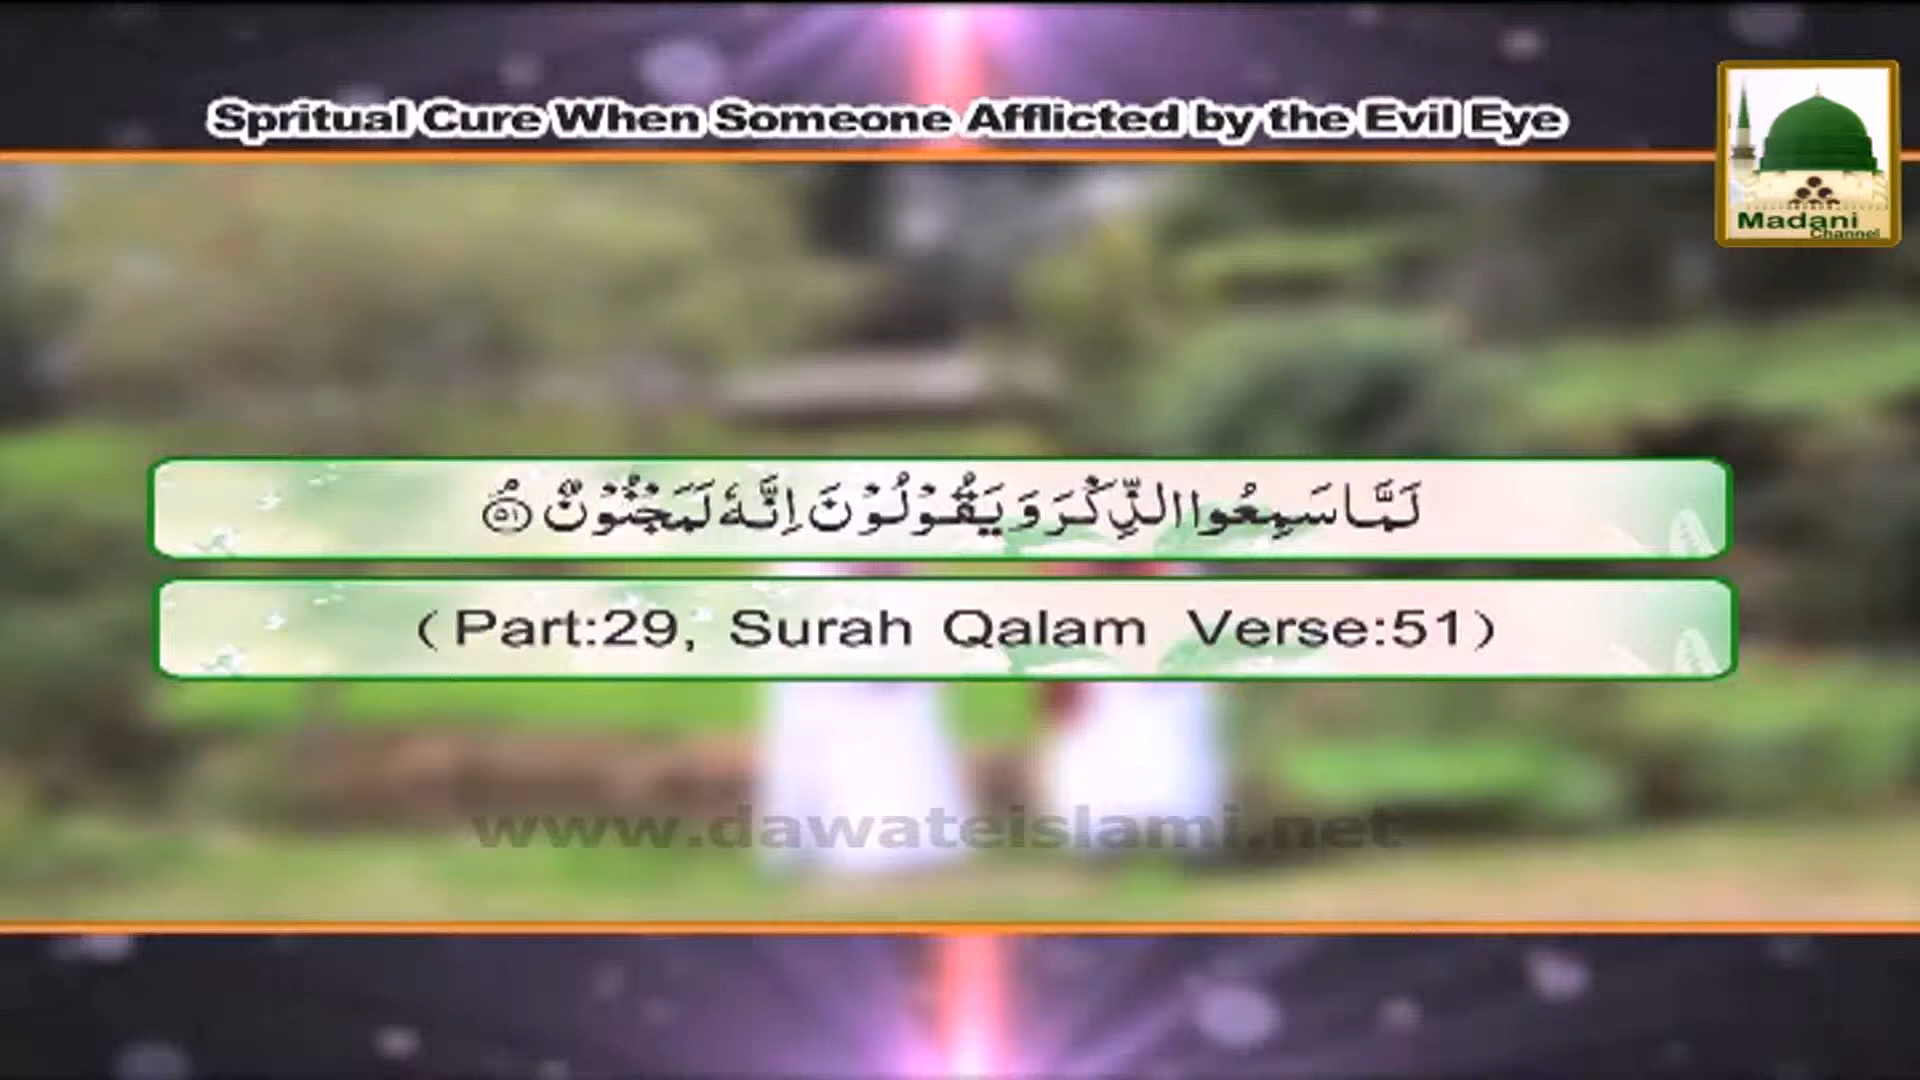 Spritual Cure When Someone Afflicted by the Evil Eye
Madani
Channel
لَمَّا سَمِعُوا الذِّكْرَ وَ يَقُوْلُوْنَ اِنَّهٗ لَمَجْنُوْنٌۘ ﴿۵۱﴾
(Part:29, Surah Qalam Verse:51)
www.dawateislami.net